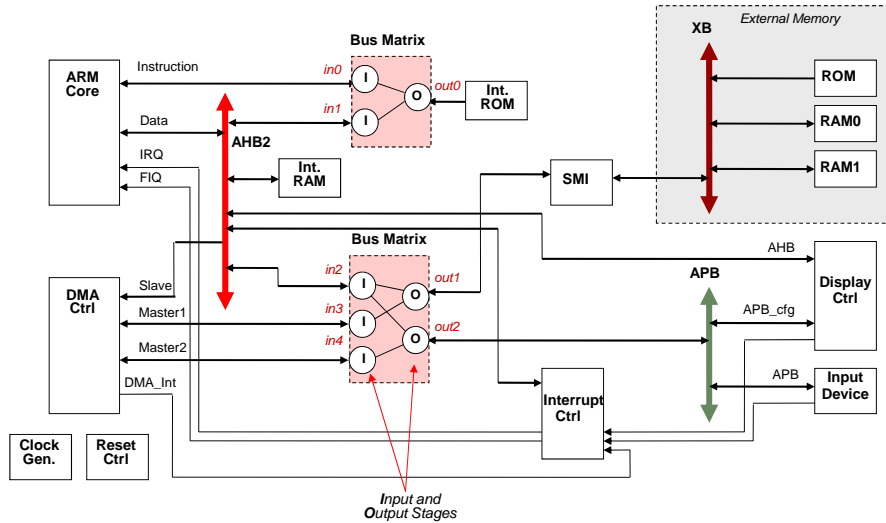 External Memory
Bus Matrix
XB
ARM
Core
Instruction
in0
I
O
out0
Int.
ROM
ROM
in1
I
Data
AHB2
RAM0
IRQ
FIQ
Int.
RAM
SMI
RAM1
Bus Matrix
AHB
in2
I
out1
O
APB
Display
Ctrl
DMA
Ctrl
Slave
Master1
in3
I
out2
O
APB_cfg
Master2
in4
I
DMA_Int
Interrupt
Ctrl
APB
Input
Device
Clock
Gen.
Reset
Ctrl
Input and
Output Stages